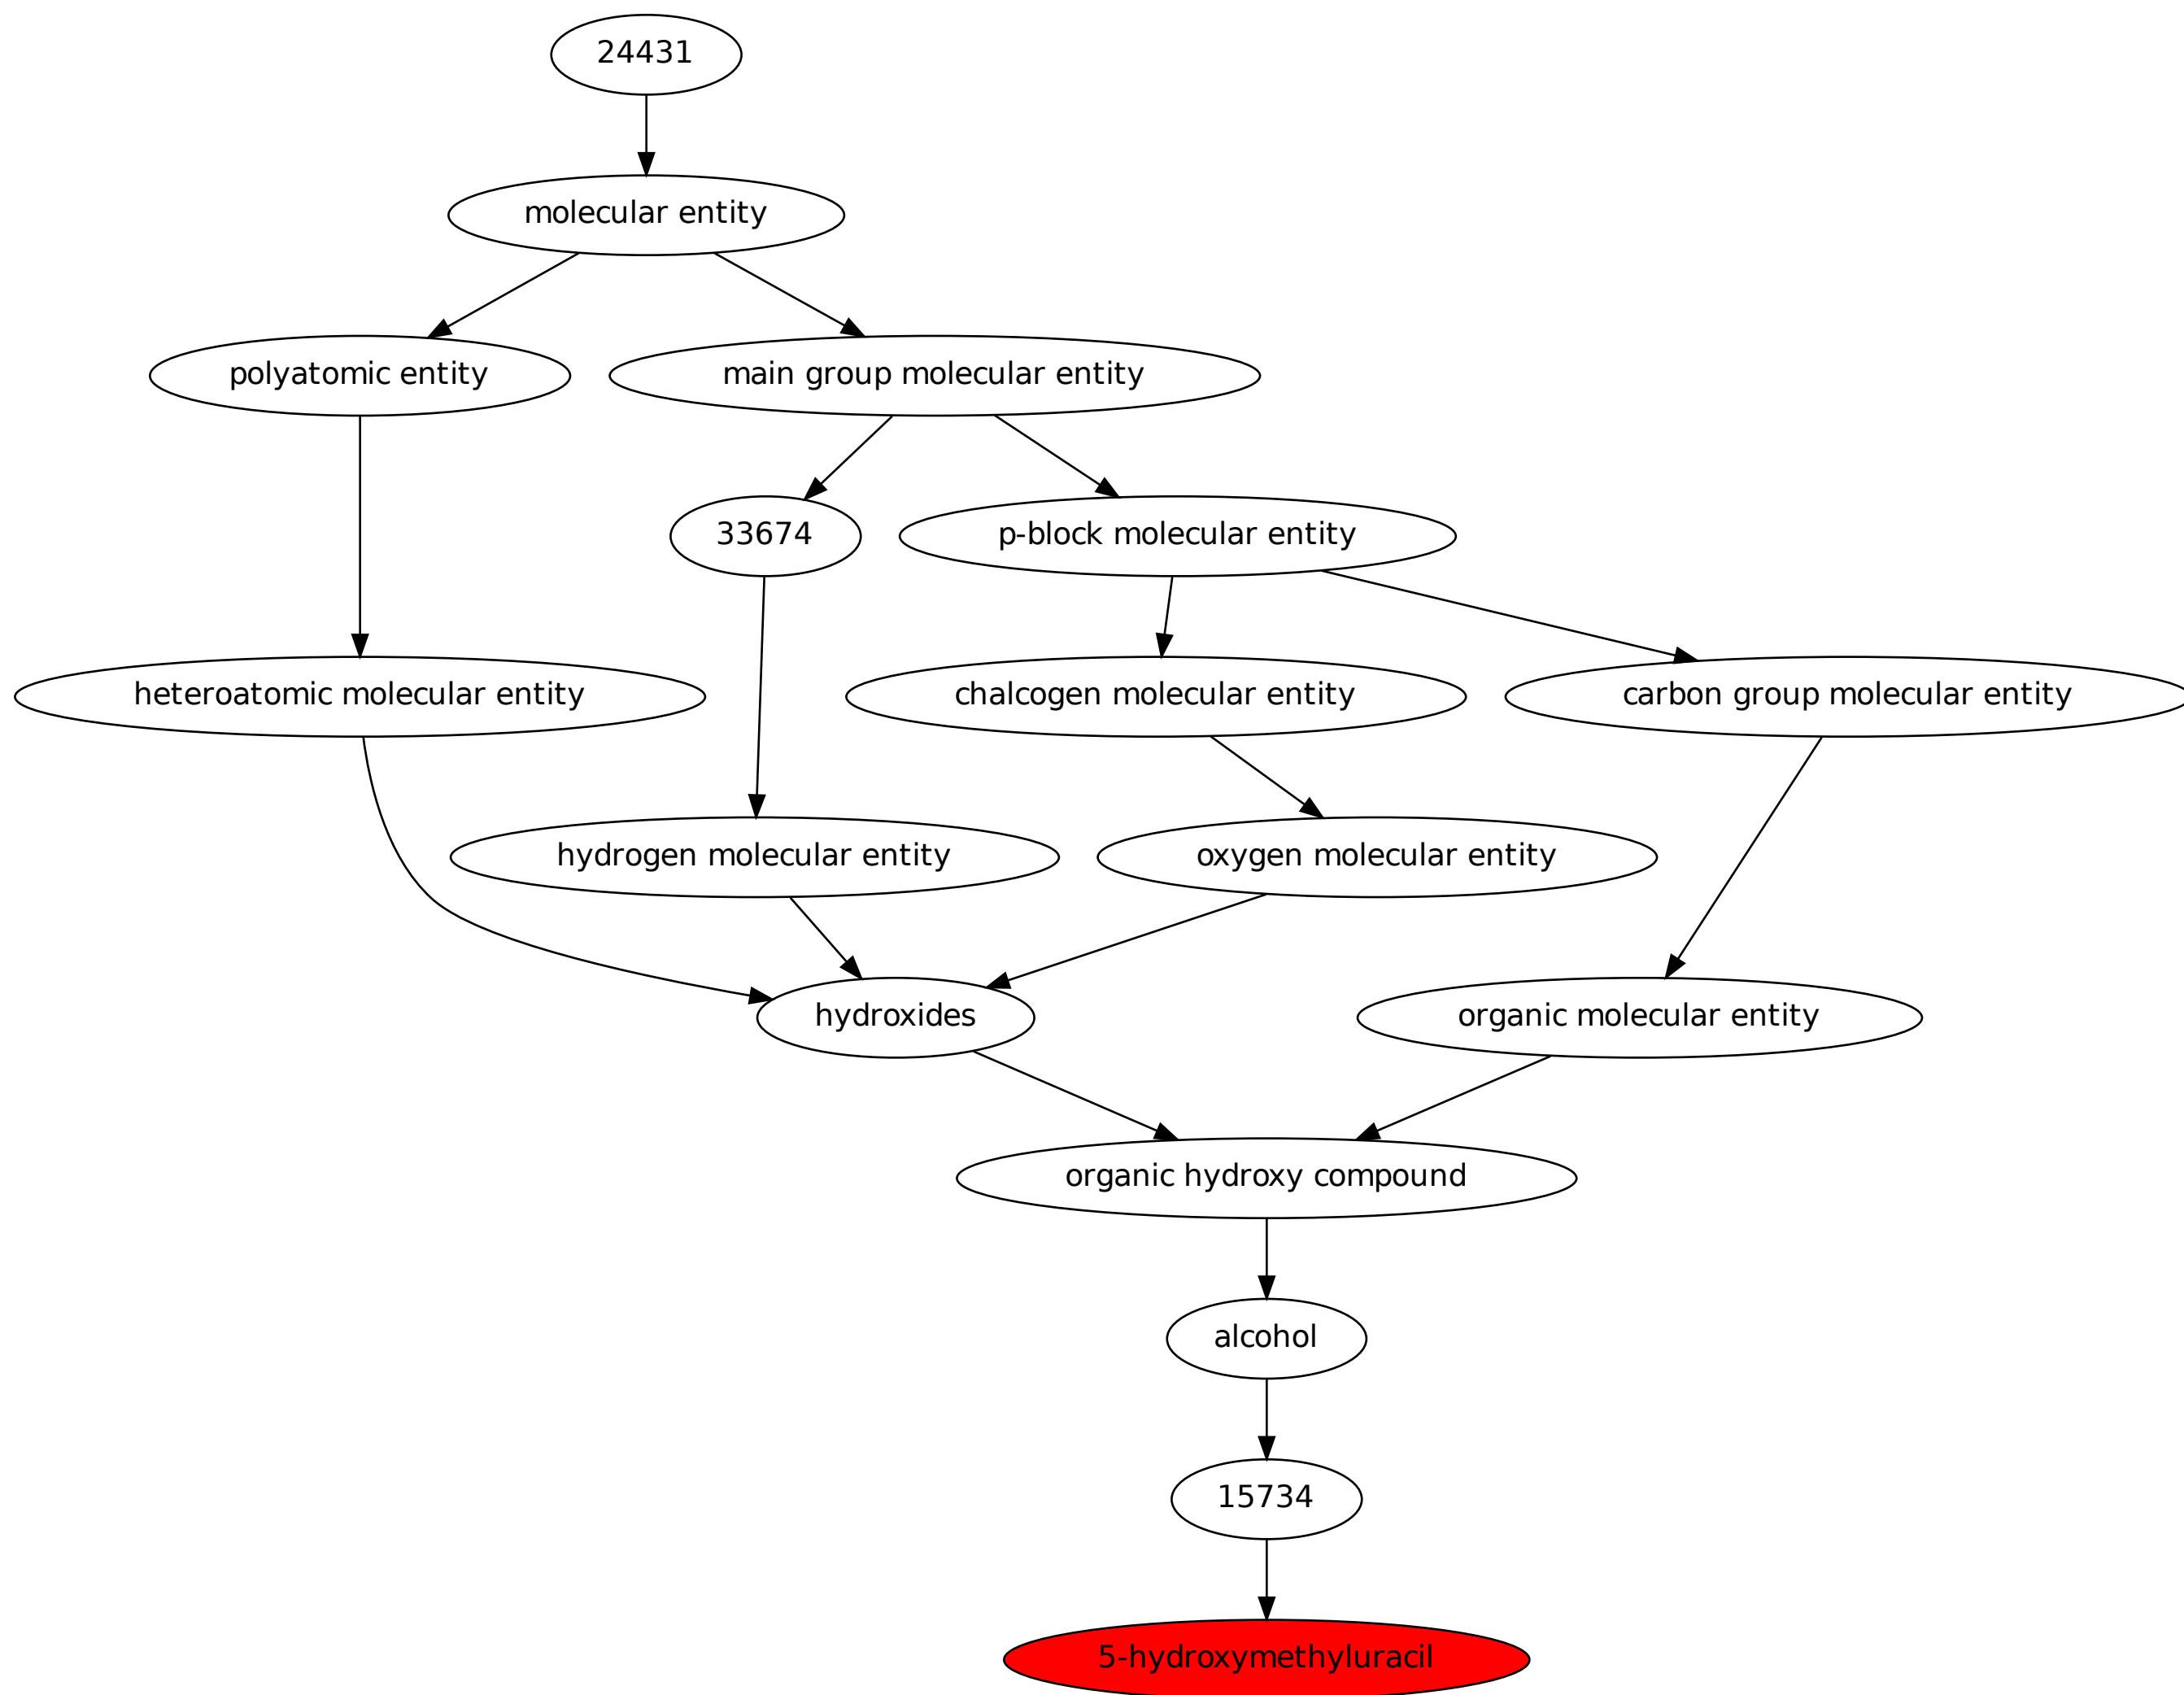 24431
molecular entity
polyatomic entity
main group molecular entity
33674
p-block molecular entity
heteroatomic molecular entity
chalcogen molecular entity
carbon group molecular entity
hydrogen molecular entity
oxygen molecular entity
hydroxides
organic molecular entity
organic hydroxy compound
alcohol
15734
5-hydroxymethyluracil